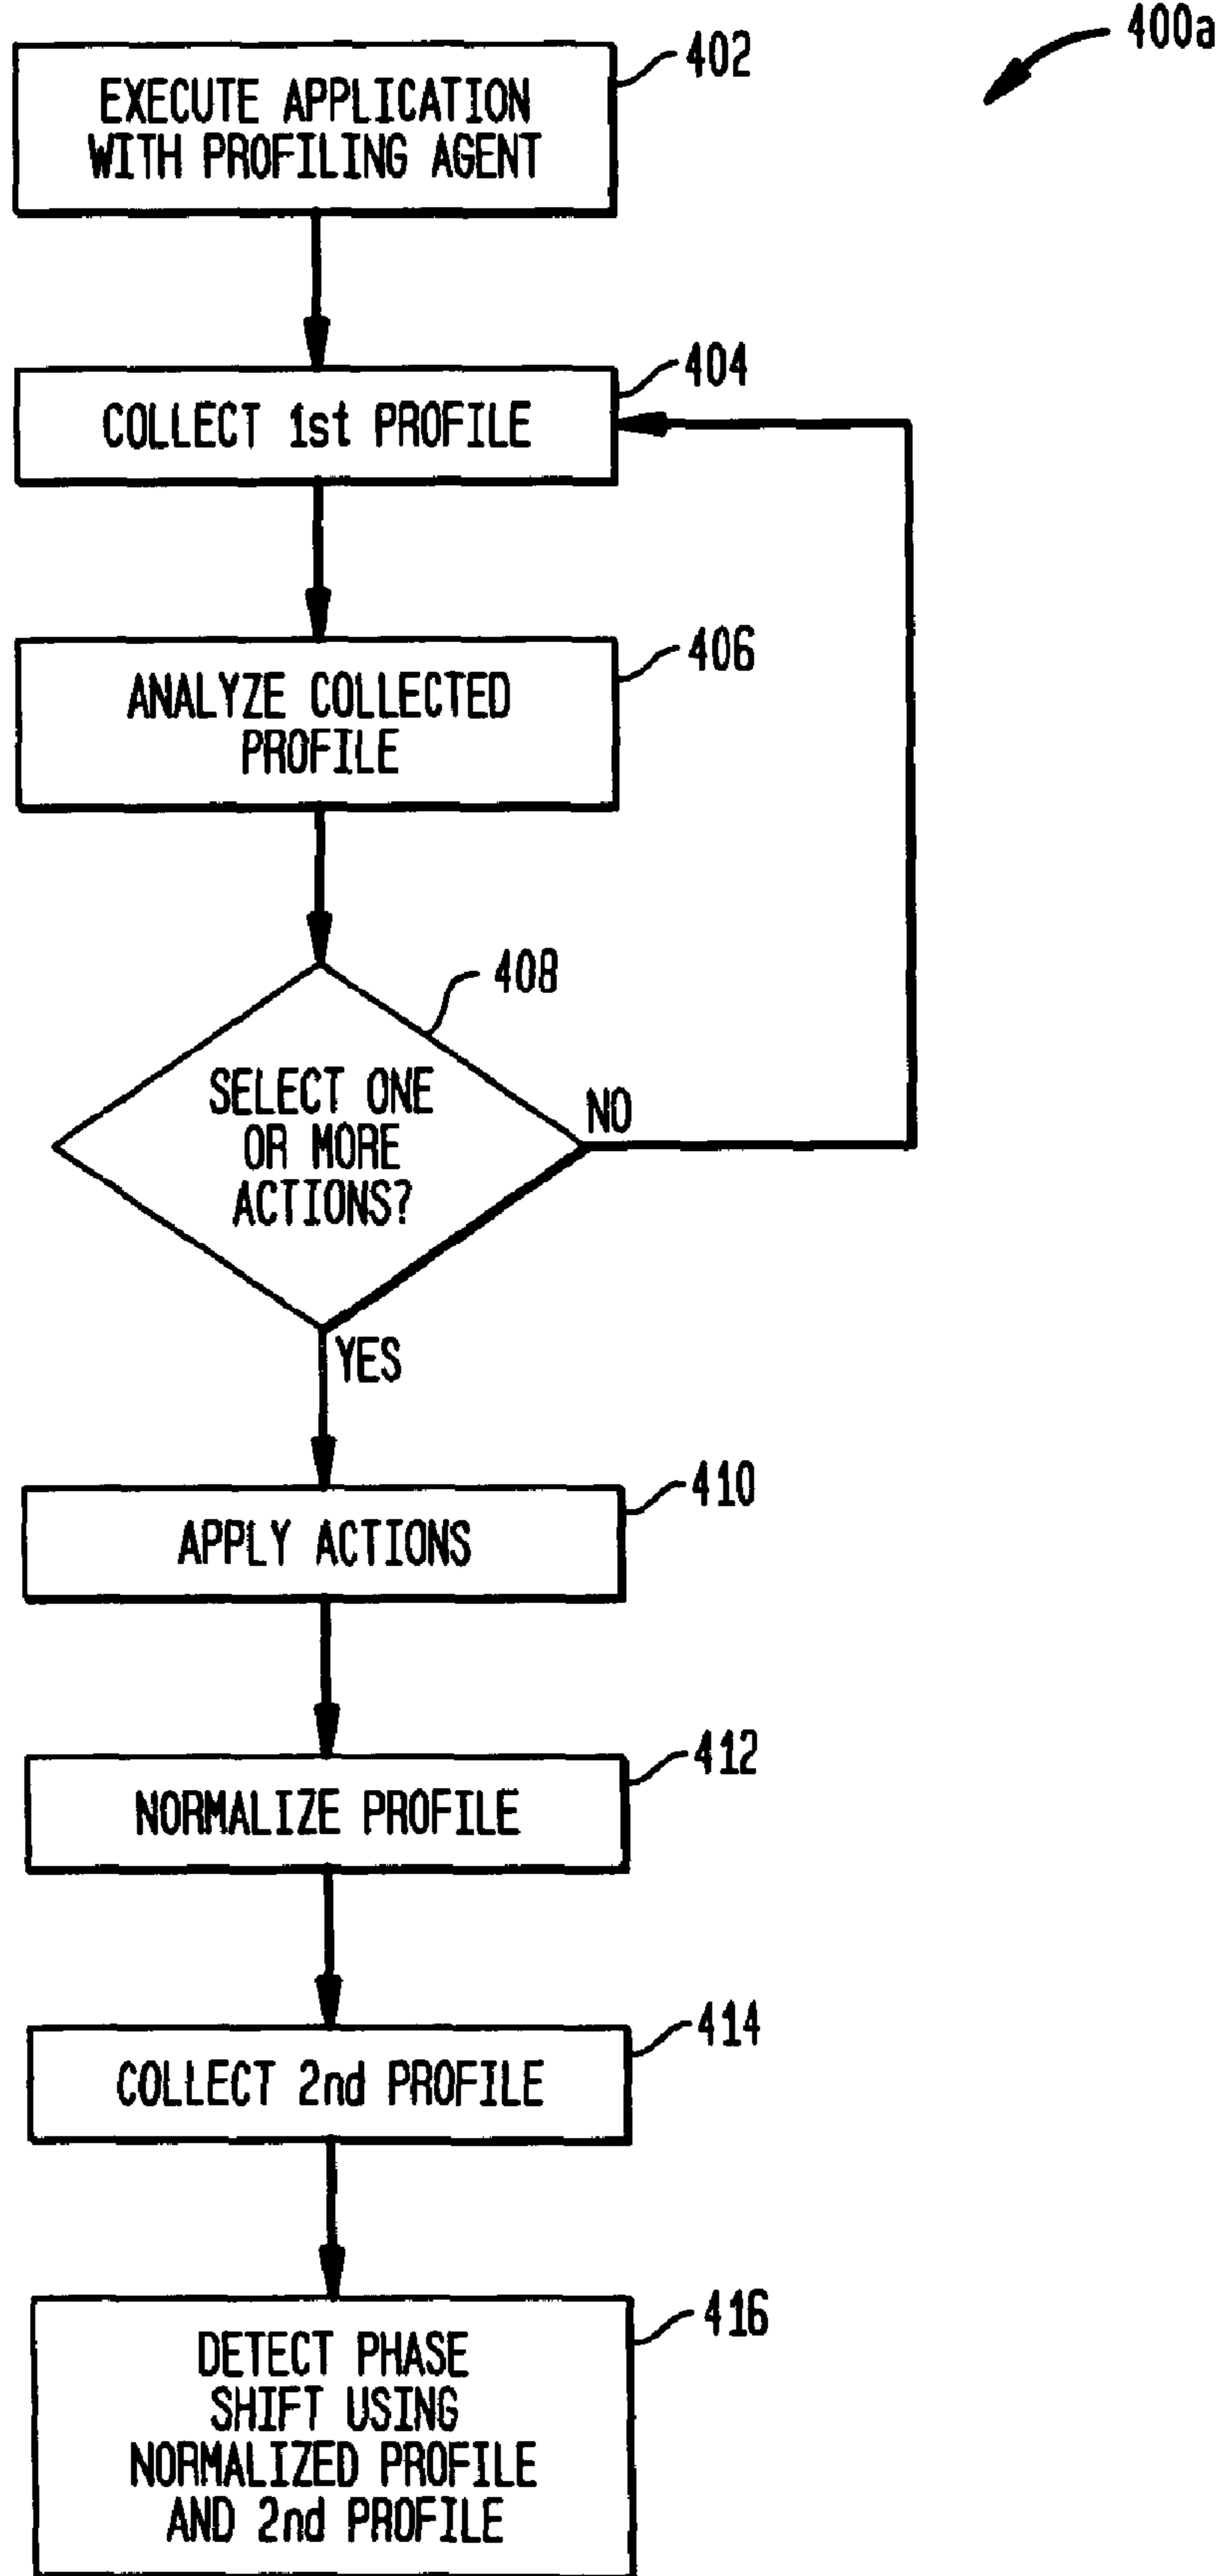 400a
402
EXECUTE APPLICATION
WITH PROFILING AGENT
404
COLLECT 1st PROFILE
406
ANALYZE COLLECTED
PROFILE
408
SELECT ONE
OR MORE
ACTIONS?
NO
YES
410
APPLY ACTIONS
412
NORMALIZE PROFILE
414
COLLECT 2nd PROFILE
416
DETECT PHASE
SHIFT USING
NORMALIZED PROFILE
AND 2nd PROFILE